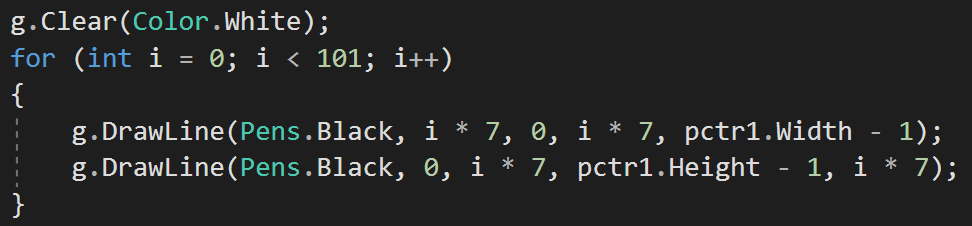 g.Clear(Color.White);
for (int i = 0; i < 101; i++)
{
    g.DrawLine(Pens.Black, i * 7, 0, i * 7, pctr1.Width - 1);
    g.DrawLine(Pens.Black, 0, i * 7, pctr1.Height - 1, i * 7);
}